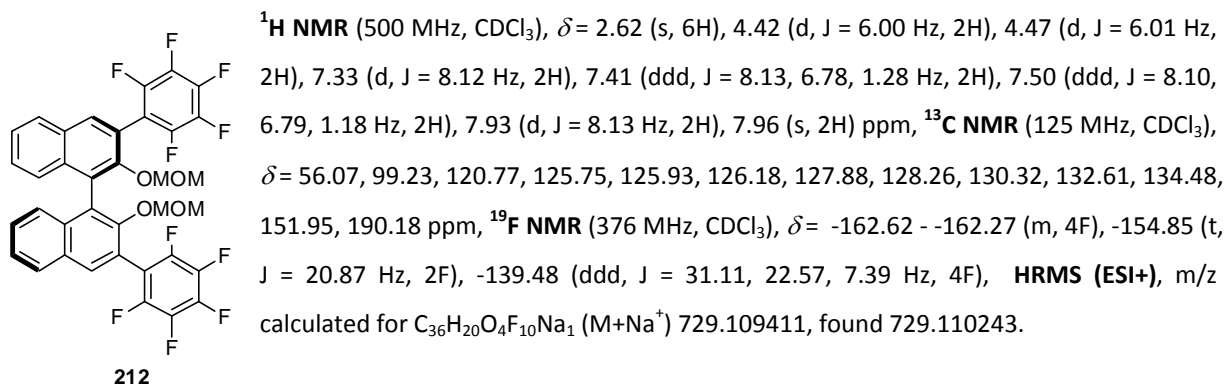 ¹H NMR (500 MHz, CDCl₃), δ = 2.62 (s, 6H), 4.42 (d, J = 6.00 Hz, 2H), 4.47 (d, J = 6.01 Hz,
2H), 7.33 (d, J = 8.12 Hz, 2H), 7.41 (ddd, J = 8.13, 6.78, 1.28 Hz, 2H), 7.50 (ddd, J = 8.10,
6.79, 1.18 Hz, 2H), 7.93 (d, J = 8.13 Hz, 2H), 7.96 (s, 2H) ppm, ¹³C NMR (125 MHz, CDCl₃),
δ = 56.07, 99.23, 120.77, 125.75, 125.93, 126.18, 127.88, 128.26, 130.32, 132.61, 134.48,
151.95, 190.18 ppm, ¹⁹F NMR (376 MHz, CDCl₃), δ = -162.62 - -162.27 (m, 4F), -154.85 (t,
J = 20.87 Hz, 2F), -139.48 (ddd, J = 31.11, 22.57, 7.39 Hz, 4F), HRMS (ESI+), m/z
calculated for C₃₆H₂₀O₄F₁₀Na₁ (M+Na⁺) 729.109411, found 729.110243.
F
F
F
F
F
OMOM
OMOM
F
F
F
F
F
212